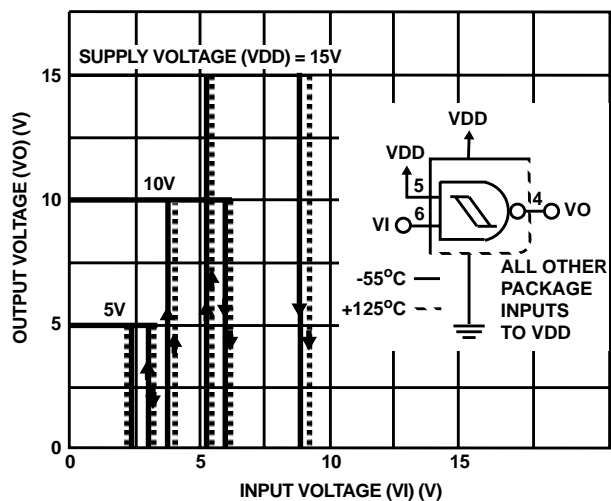 SUPPLY VOLTAGE (VDD) = 15V
15
10
5
0
10V
5V
OUTPUT VOLTAGE (VO) (V)
VDD
VDD
5
4
VO
VI
6
-55°C
+125°C
ALL OTHER
PACKAGE
INPUTS
TO VDD
0
5
10
15
INPUT VOLTAGE (VI) (V)